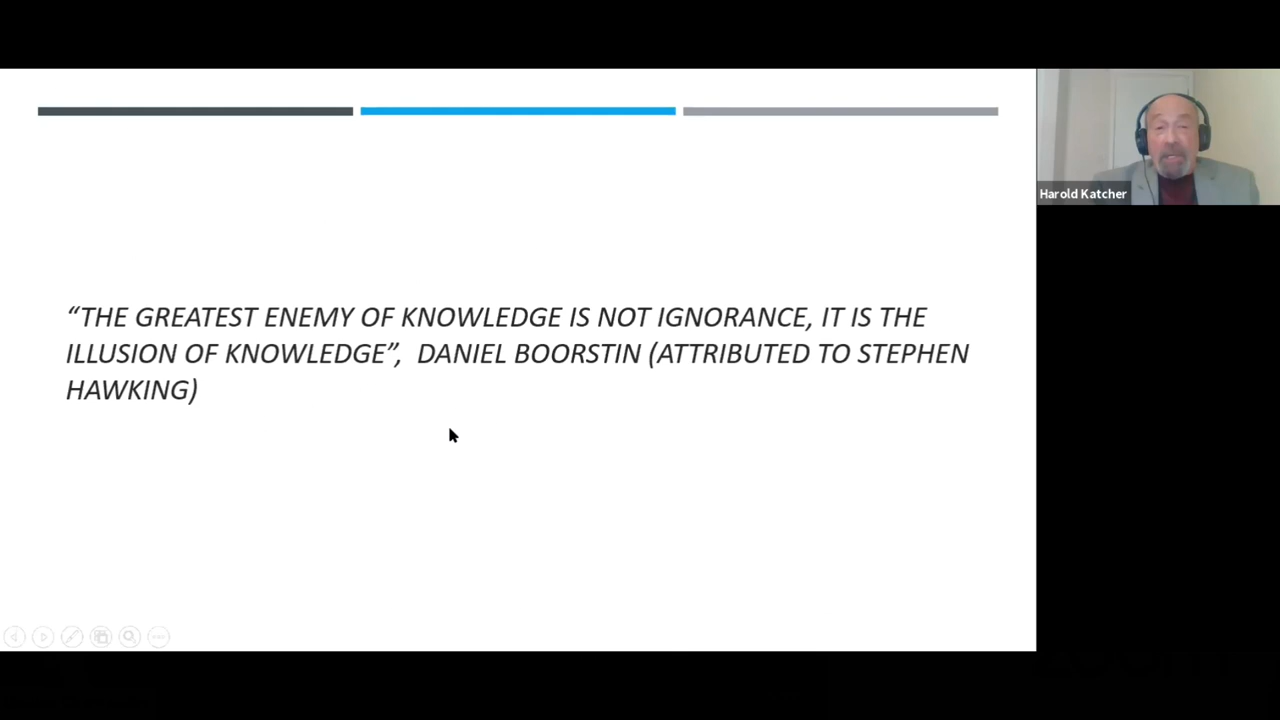 “THE GREATEST ENEMY OF KNOWLEDGE IS NOT IGNORANCE, IT IS THE
ILLUSION OF KNOWLEDGE”, DANIEL BOORSTIN (ATTRIBUTED TO STEPHEN
HAWKING)
Harold Katcher